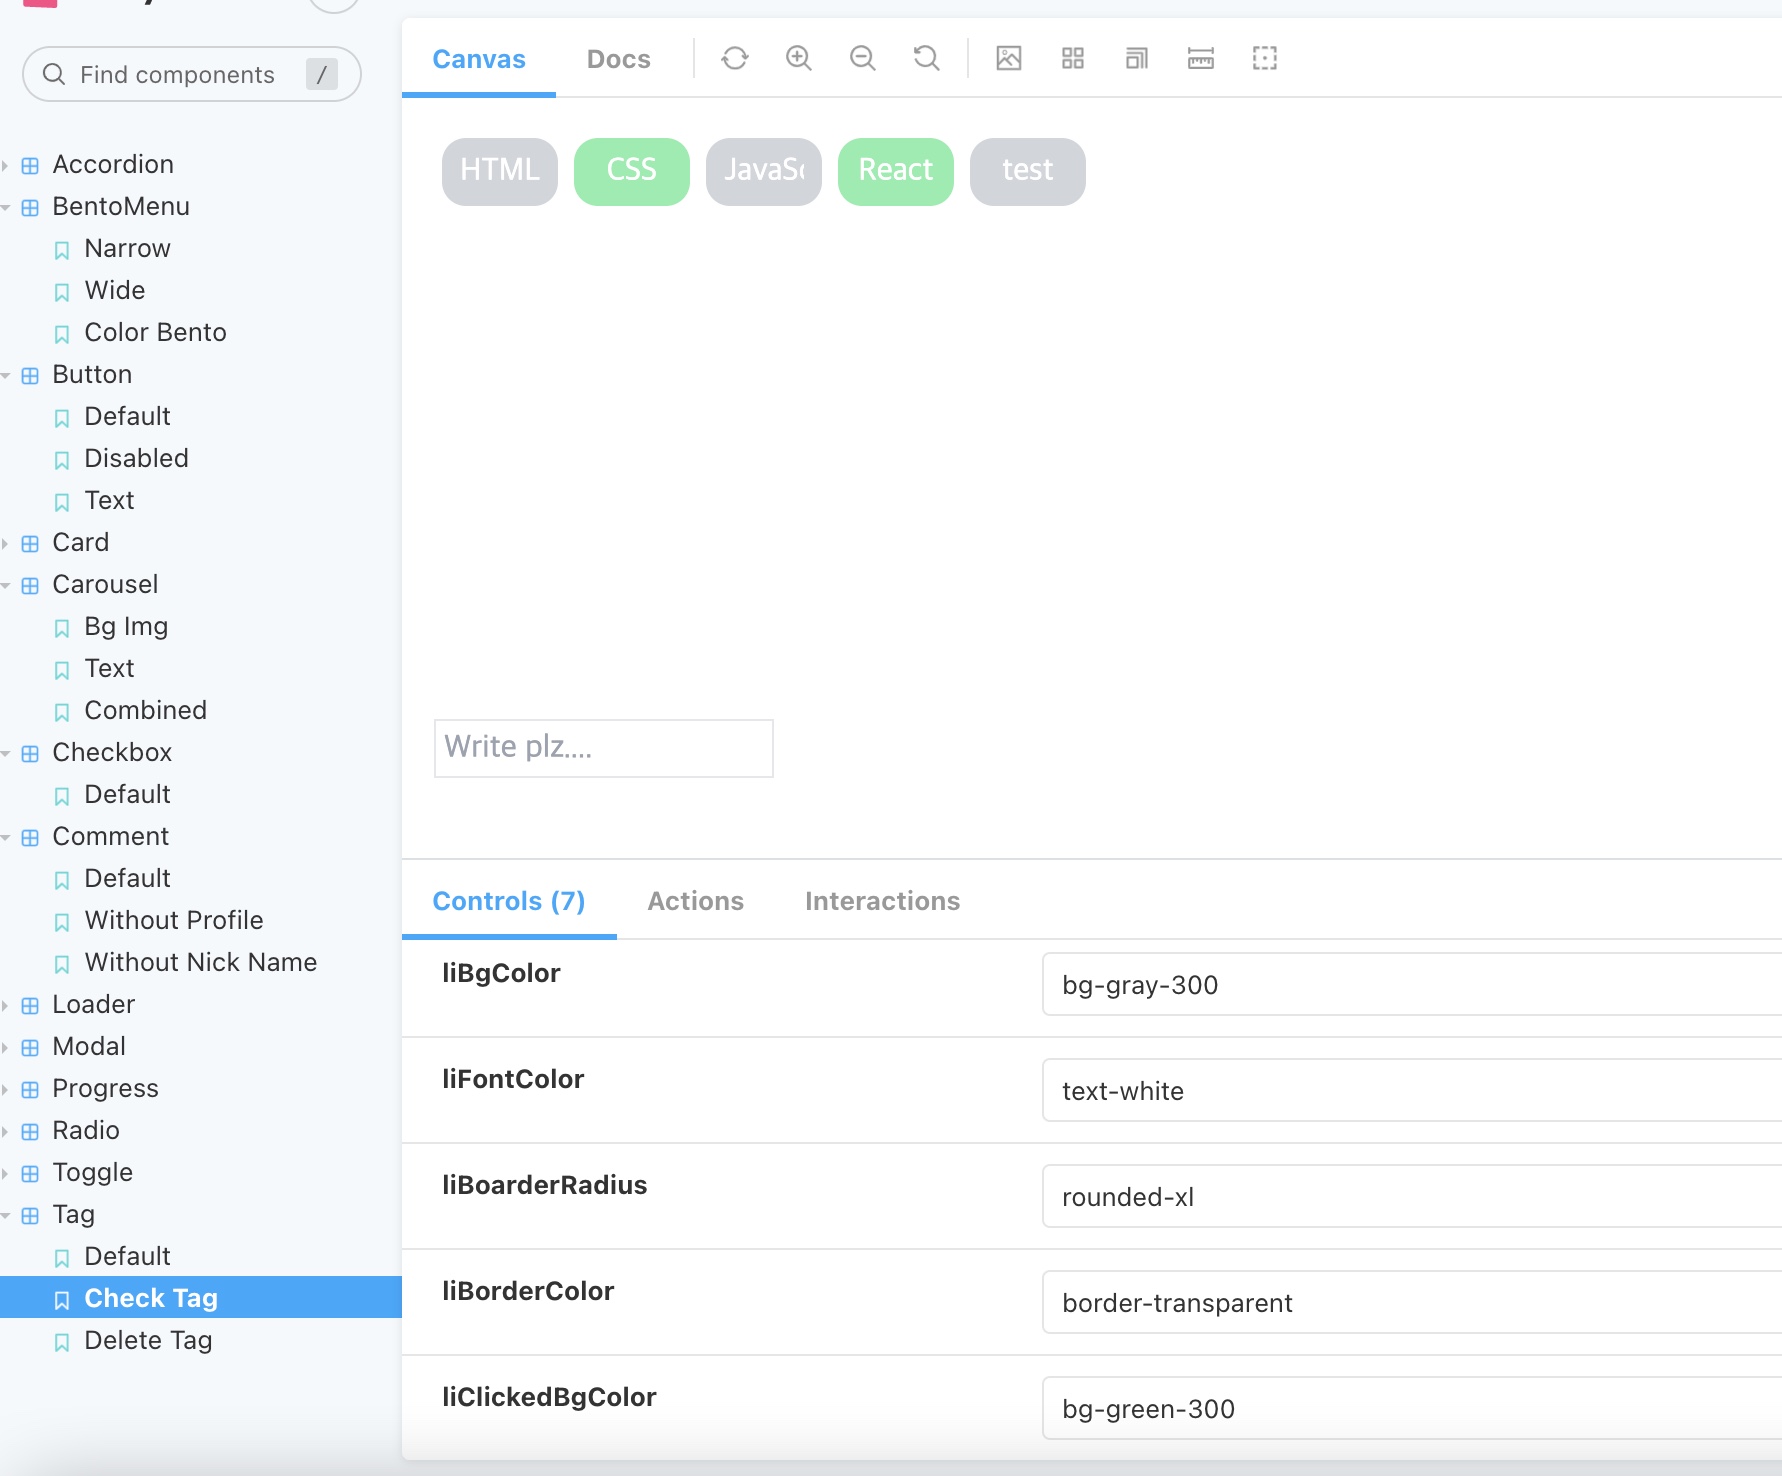 Find components /
Accordion
BentoMenu
Narrow
Wide
Color Bento
Button
Default
Disabled
Text
Card
Carousel
Bg Img
Text
Combined
Checkbox
Default
Comment
Default
Without Profile
Without Nick Name
Loader
Modal
Progress
Radio
Toggle
Tag
Default
Check Tag
Delete Tag
Canvas Docs
HTML CSS JavaSc React test
Write plz....
Controls (7) Actions Interactions
liBgColor bg-gray-300
liFontColor text-white
liBoarderRadius rounded-xl
liBorderColor border-transparent
liClickedBgColor bg-green-300